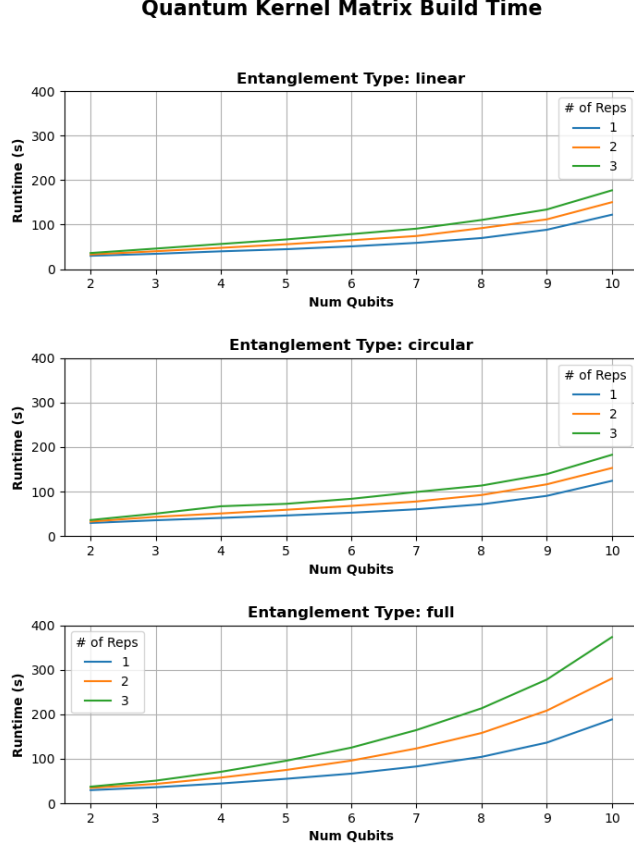 Quantum Kernel Matrix Build Time
Entanglement Type: linear
400
300
200
100
0
Runtime (s)
# of Reps
1
2
3
2 3 4 5 6 7 8 9 10
Num Qubits
Entanglement Type: circular
400
300
200
100
0
Runtime (s)
# of Reps
1
2
3
2 3 4 5 6 7 8 9 10
Num Qubits
Entanglement Type: full
400
300
200
100
0
Runtime (s)
# of Reps
1
2
3
2 3 4 5 6 7 8 9 10
Num Qubits